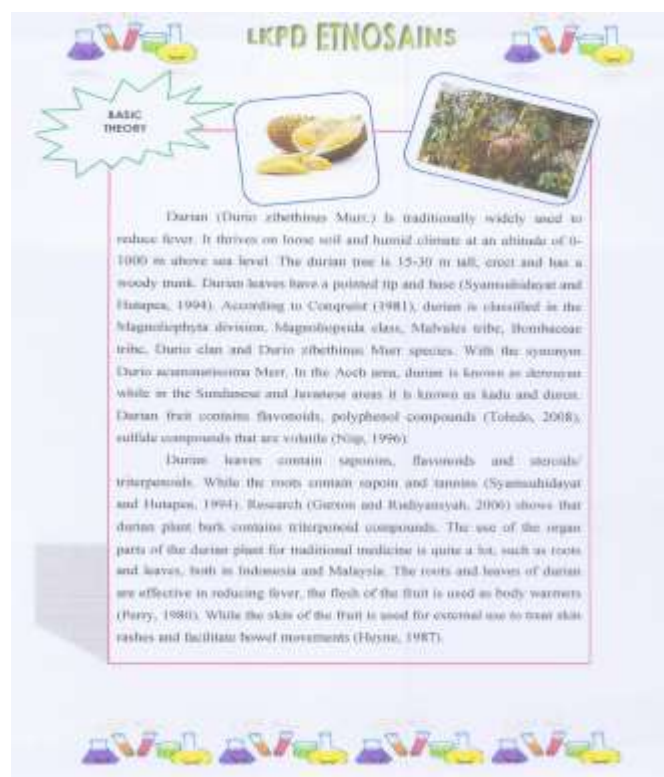 LKPD ETNOSAINS
BASIC
THEORY
Durian (Durio zibethinus Murr.) is traditionally widely used to
reduce fever. It thrives on loose soil and humid climate at an altitude of 0-
1000 m above sea level. The durian tree is 15-30 m tall, erect and has a
woody trunk. Durian leaves have a pointed tip and base (Syamsuhidayat and
Hutapea, 1994). According to Conquist (1981), durian is classified in the
Magnoliophyta division, Magnoliopsida class, Malvales tribe, Bombaceae
tribe, Durio clan and Durio zibethinus Murr species. With the synonym
Durio acuminatissima Merr. In the Aceh area, durian is known as
while in the Sundanese and Javanese areas it is known as kadu and duren.
Durian fruit contains flavonoids, polyphenol compounds (Toledo, 2008),
sulfide compounds that are volatile 1996).
Durian leaves contain saponins, flavonoids and steroids/
triterpenoids. While the roots contain sapoin and tannins (Syamsuhidayat
and Hutapea, 1994). Research and Rudiyansyah, 2006) shows that
durian plant bark contains triterpenoid compounds. The use of the organ
parts of the durian plant for traditional medicine is quite a lot, such as roots
and leaves, both in Indonesia and Malaysia. The roots and leaves of durian
are effective in reducing fever, the flesh of the fruit is used as body warmers
(Perry, 1980). While the skin of the fruit is used for external use to treat skin
rashes and facilitate bowel movements (Heyne, 1987).